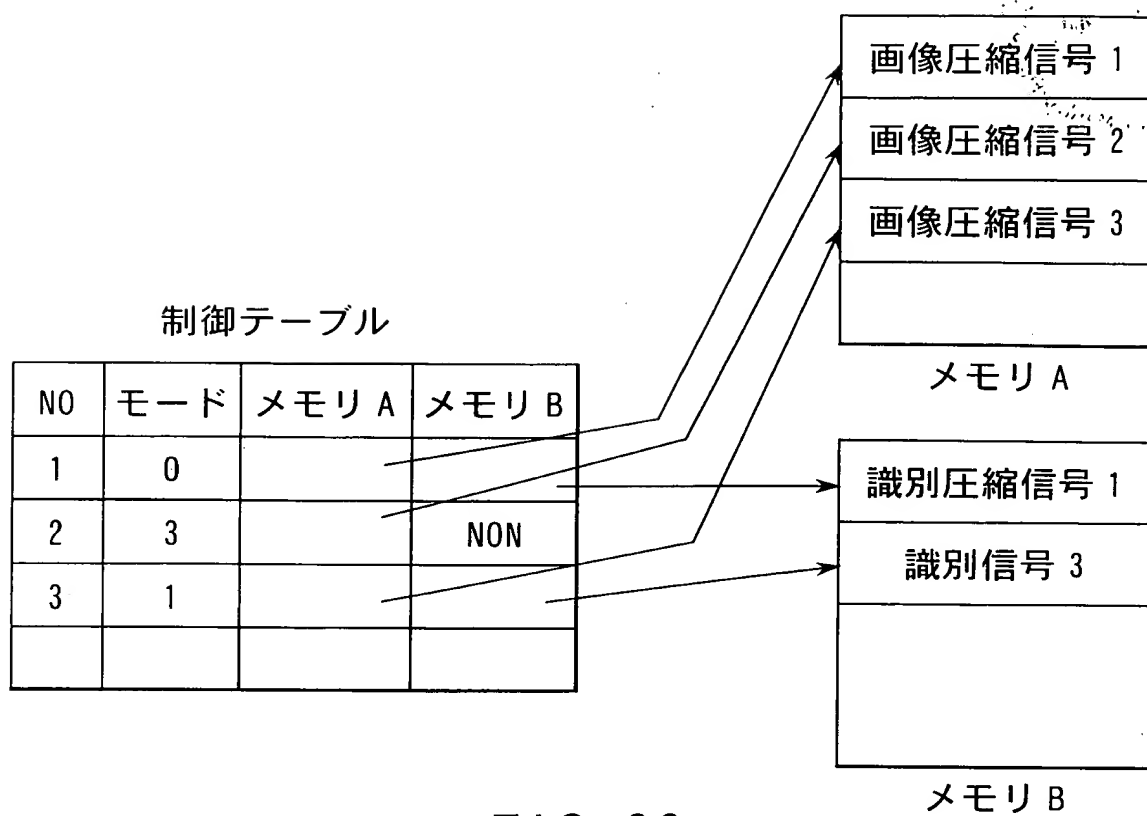 画像圧縮信号 1
画像圧縮信号 2
画像圧縮信号 3
メモリ A
制御テーブル
NO モード メモリ A メモリ B
1 0
2 3 NON
3 1
識別圧縮信号 1
識別信号 3
メモリ B